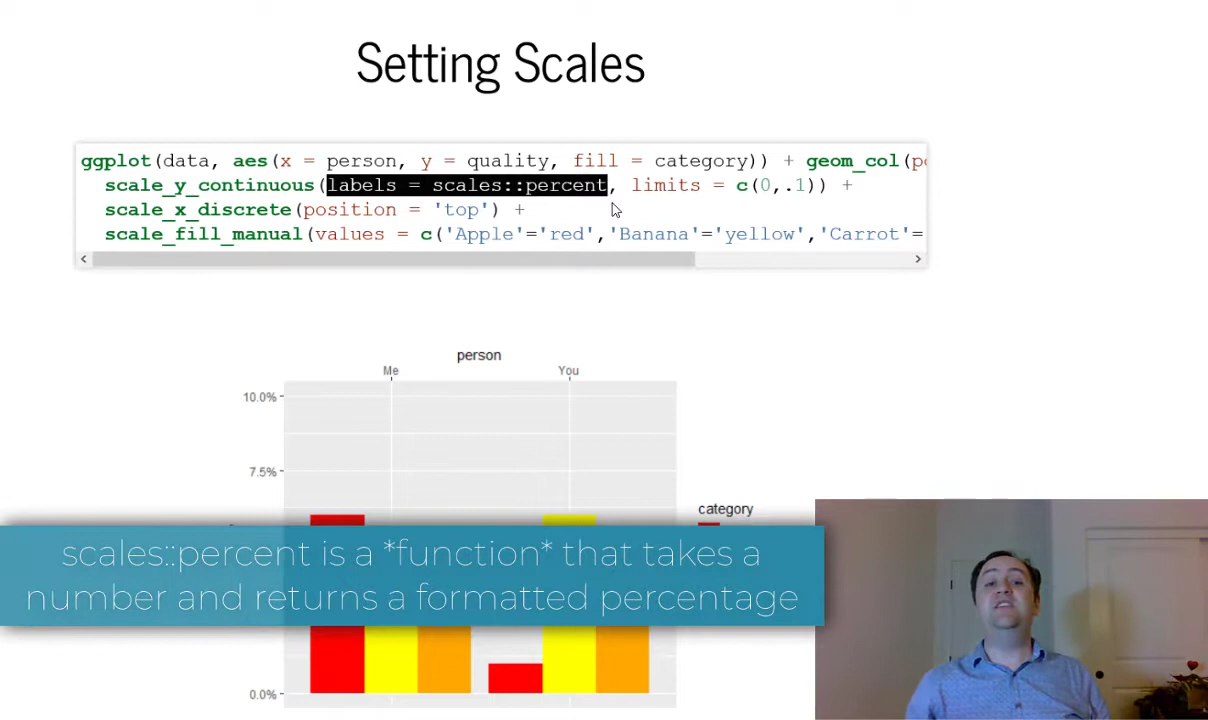 Setting Scales
ggplot(data, aes(x = person, y = quality, fill = category)) + geom_col(po
scale_y_continuous(labels = scales::percent, limits = c(0,.1)) +
scale_x_discrete(position = 'top') +
scale_fill_manual(values = c('Apple'='red','Banana'='yellow','Carrot'=
person
Me You
10.0%
7.5%
category
scales::percent is a *function* that takes a
number and returns a formatted percentage
0.0%